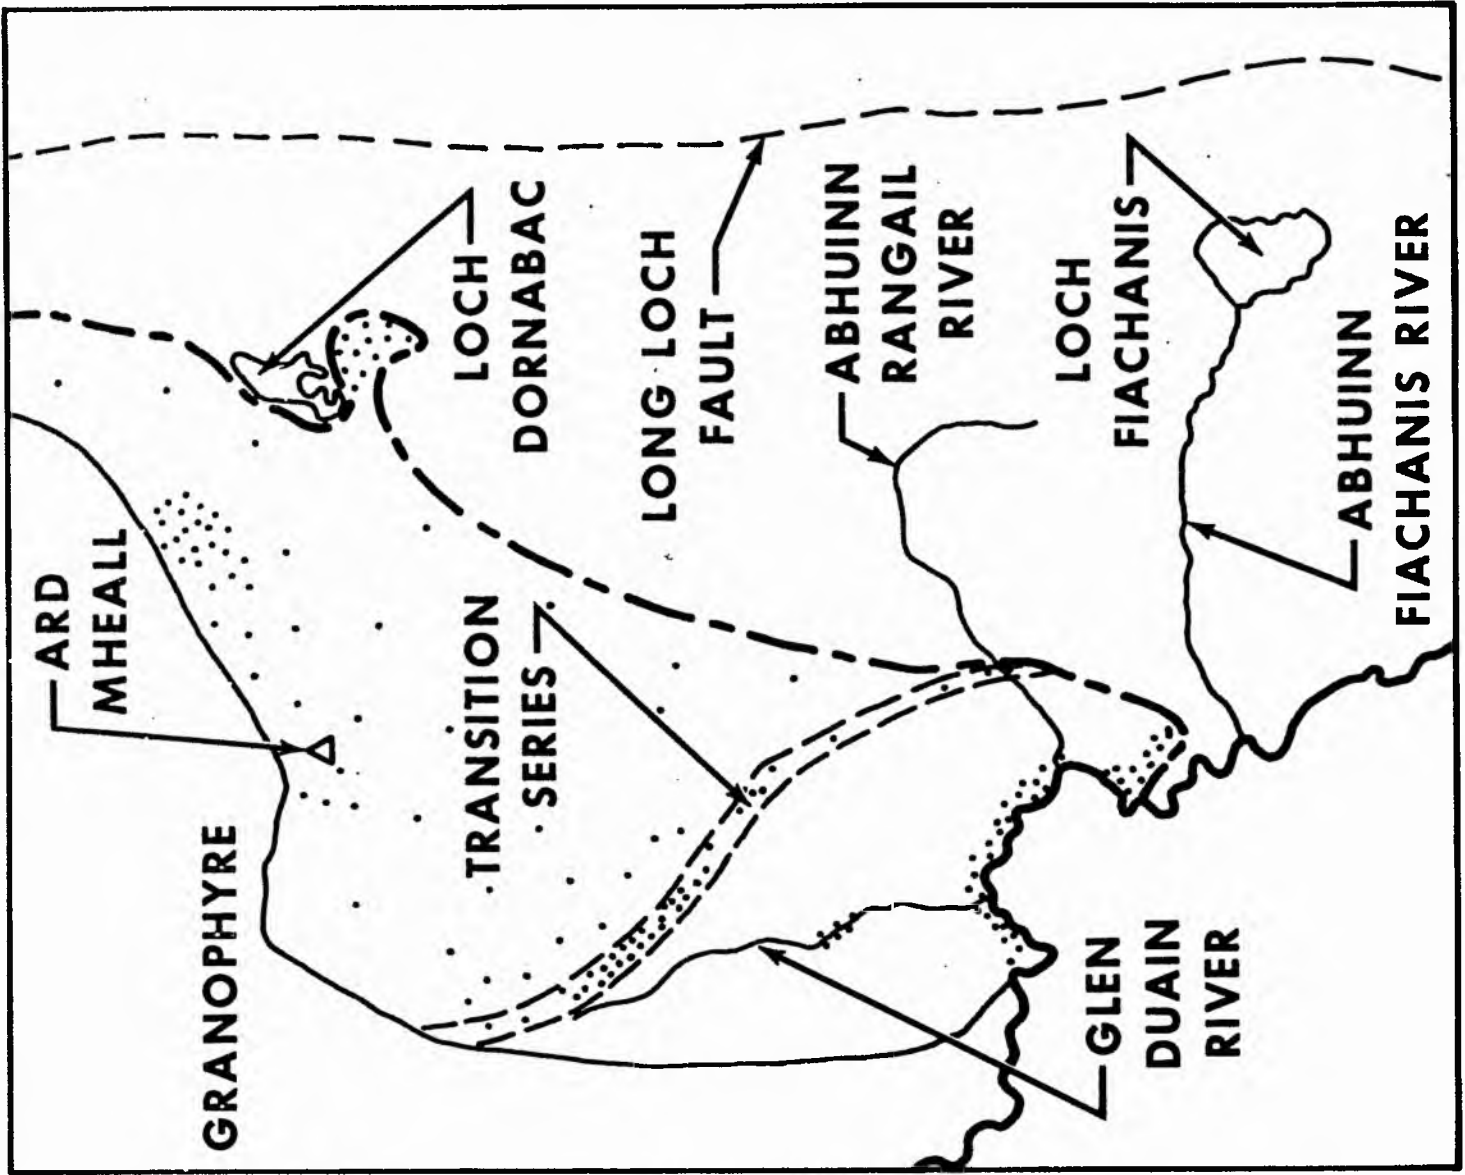 ARD
MHEALL
GRANOPHYRE
LOCH
DORNABAC
TRANSITION
SERIES
LONG LOCH
FAULT
ABHUINN
RANGAIL
RIVER
LOCH
FIACHANIS
GLEN
DUAIN
RIVER
ABHUINN
FIACHANIS RIVER